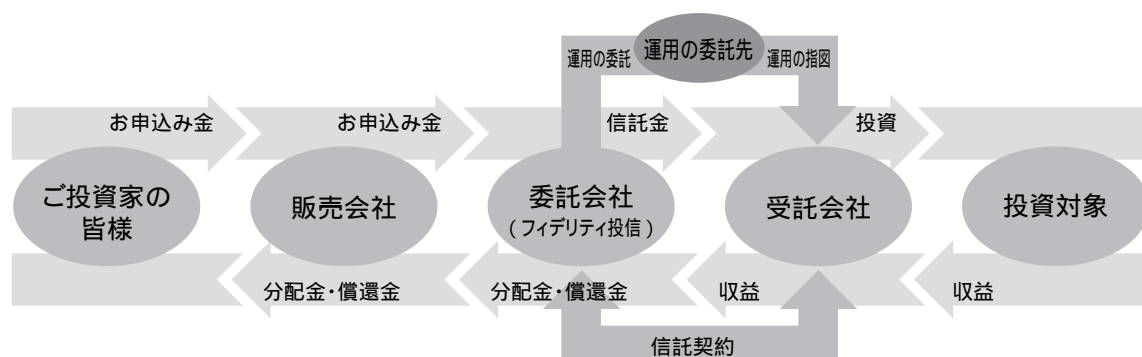 運用の委託
運用の委託先
運用の指図
お申込み金
お申込み金
信託金
投資
ご投資家の
皆様
販売会社
委託会社
(フィデリティ投信)
受託会社
投資対象
分配金・償還金
分配金・償還金
収益
収益
信託契約